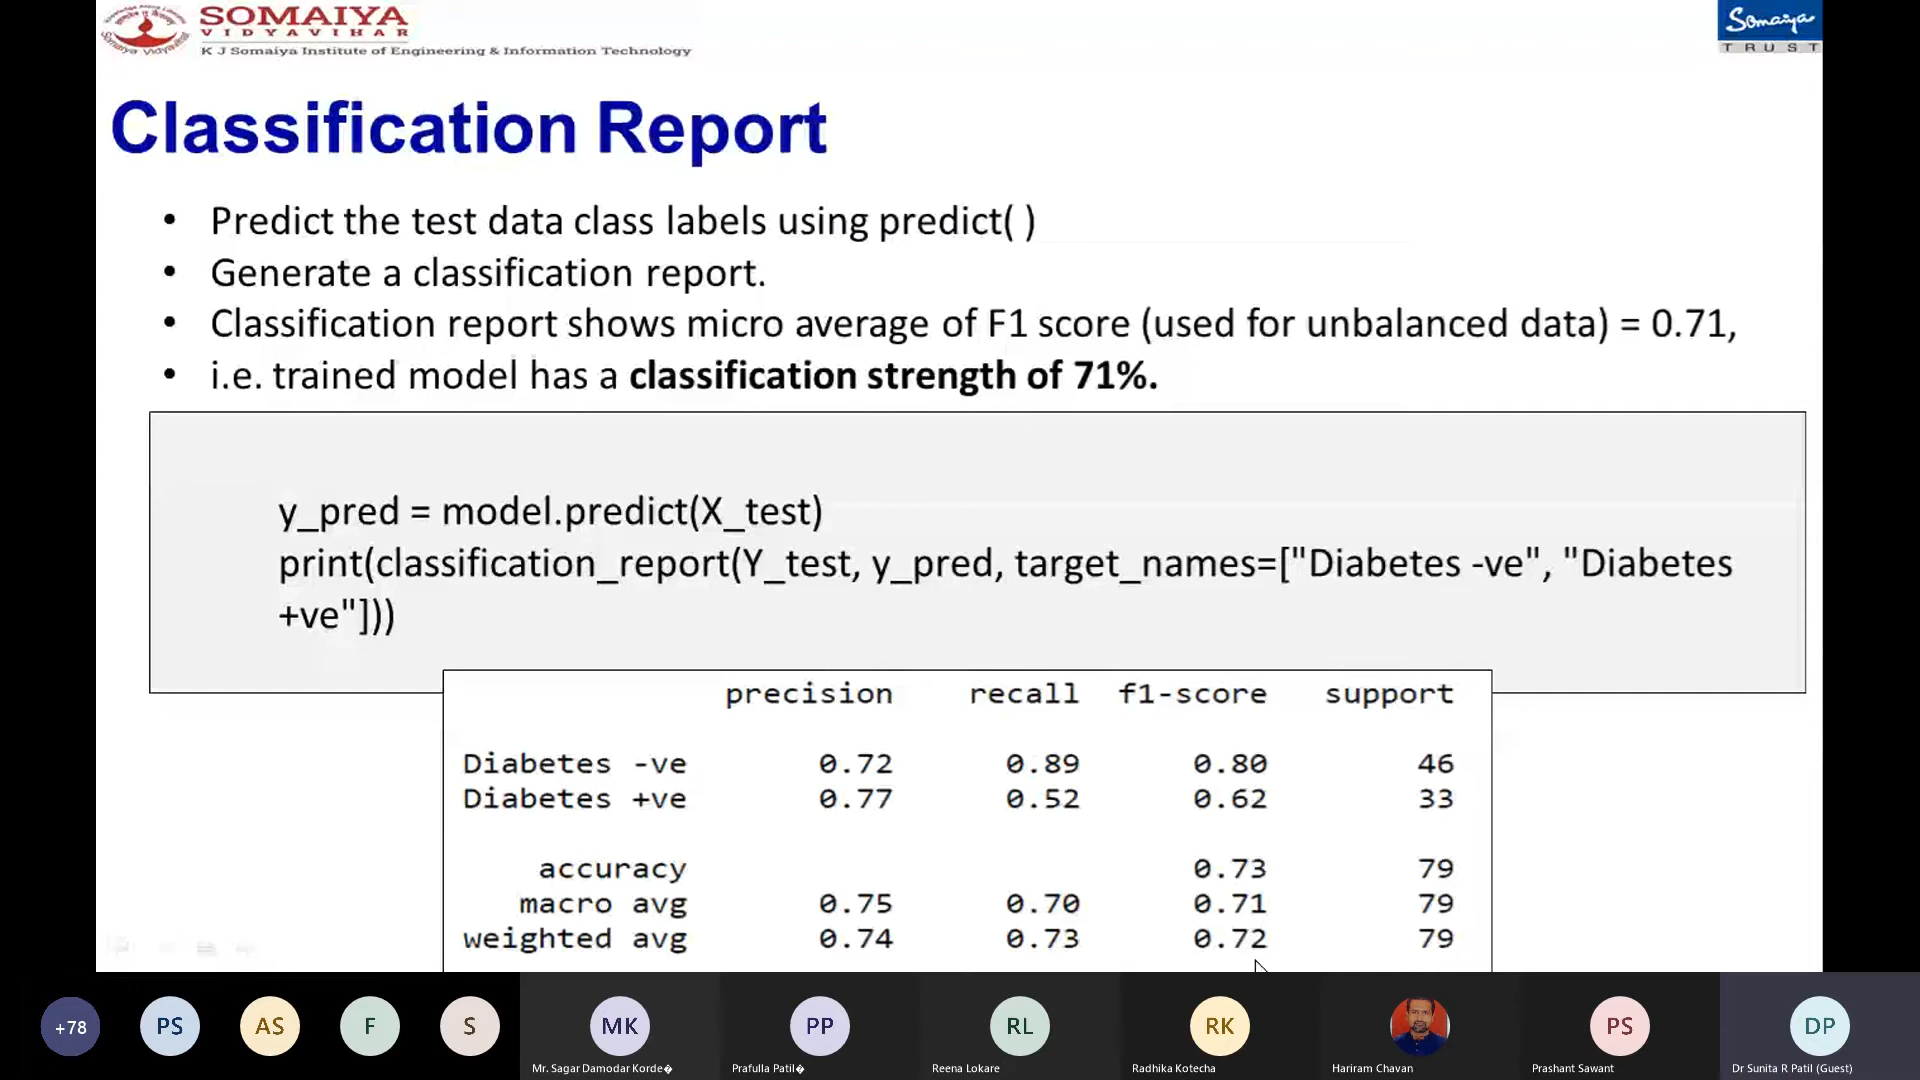 SOMAIYA
VIDYAVIHAR
K J Somaiya Institute of Engineering & Information Technology
Somaiya
TRUST
Classification Report
• Predict the test data class labels using predict( )
• Generate a classification report.
• Classification report shows micro average of F1 score (used for unbalanced data) = 0.71,
• i.e. trained model has a classification strength of 71%.
y_pred = model.predict(X_test)
print(classification_report(Y_test, y_pred, target_names=["Diabetes -ve", "Diabetes
+ve"]))
precision recall f1-score support
Diabetes -ve 0.72 0.89 0.80 46
Diabetes +ve 0.77 0.52 0.62 33
accuracy 0.73 79
macro avg 0.75 0.70 0.71 79
weighted avg 0.74 0.73 0.72 79
+78 PS AS F S MK PP RL RK PS DP
Mr. Sagar Damodar Korde� Prafulla Patil� Reena Lokare Radhika Kotecha Hariram Chavan Prashant Sawant Dr Sunita R Patil (Guest)